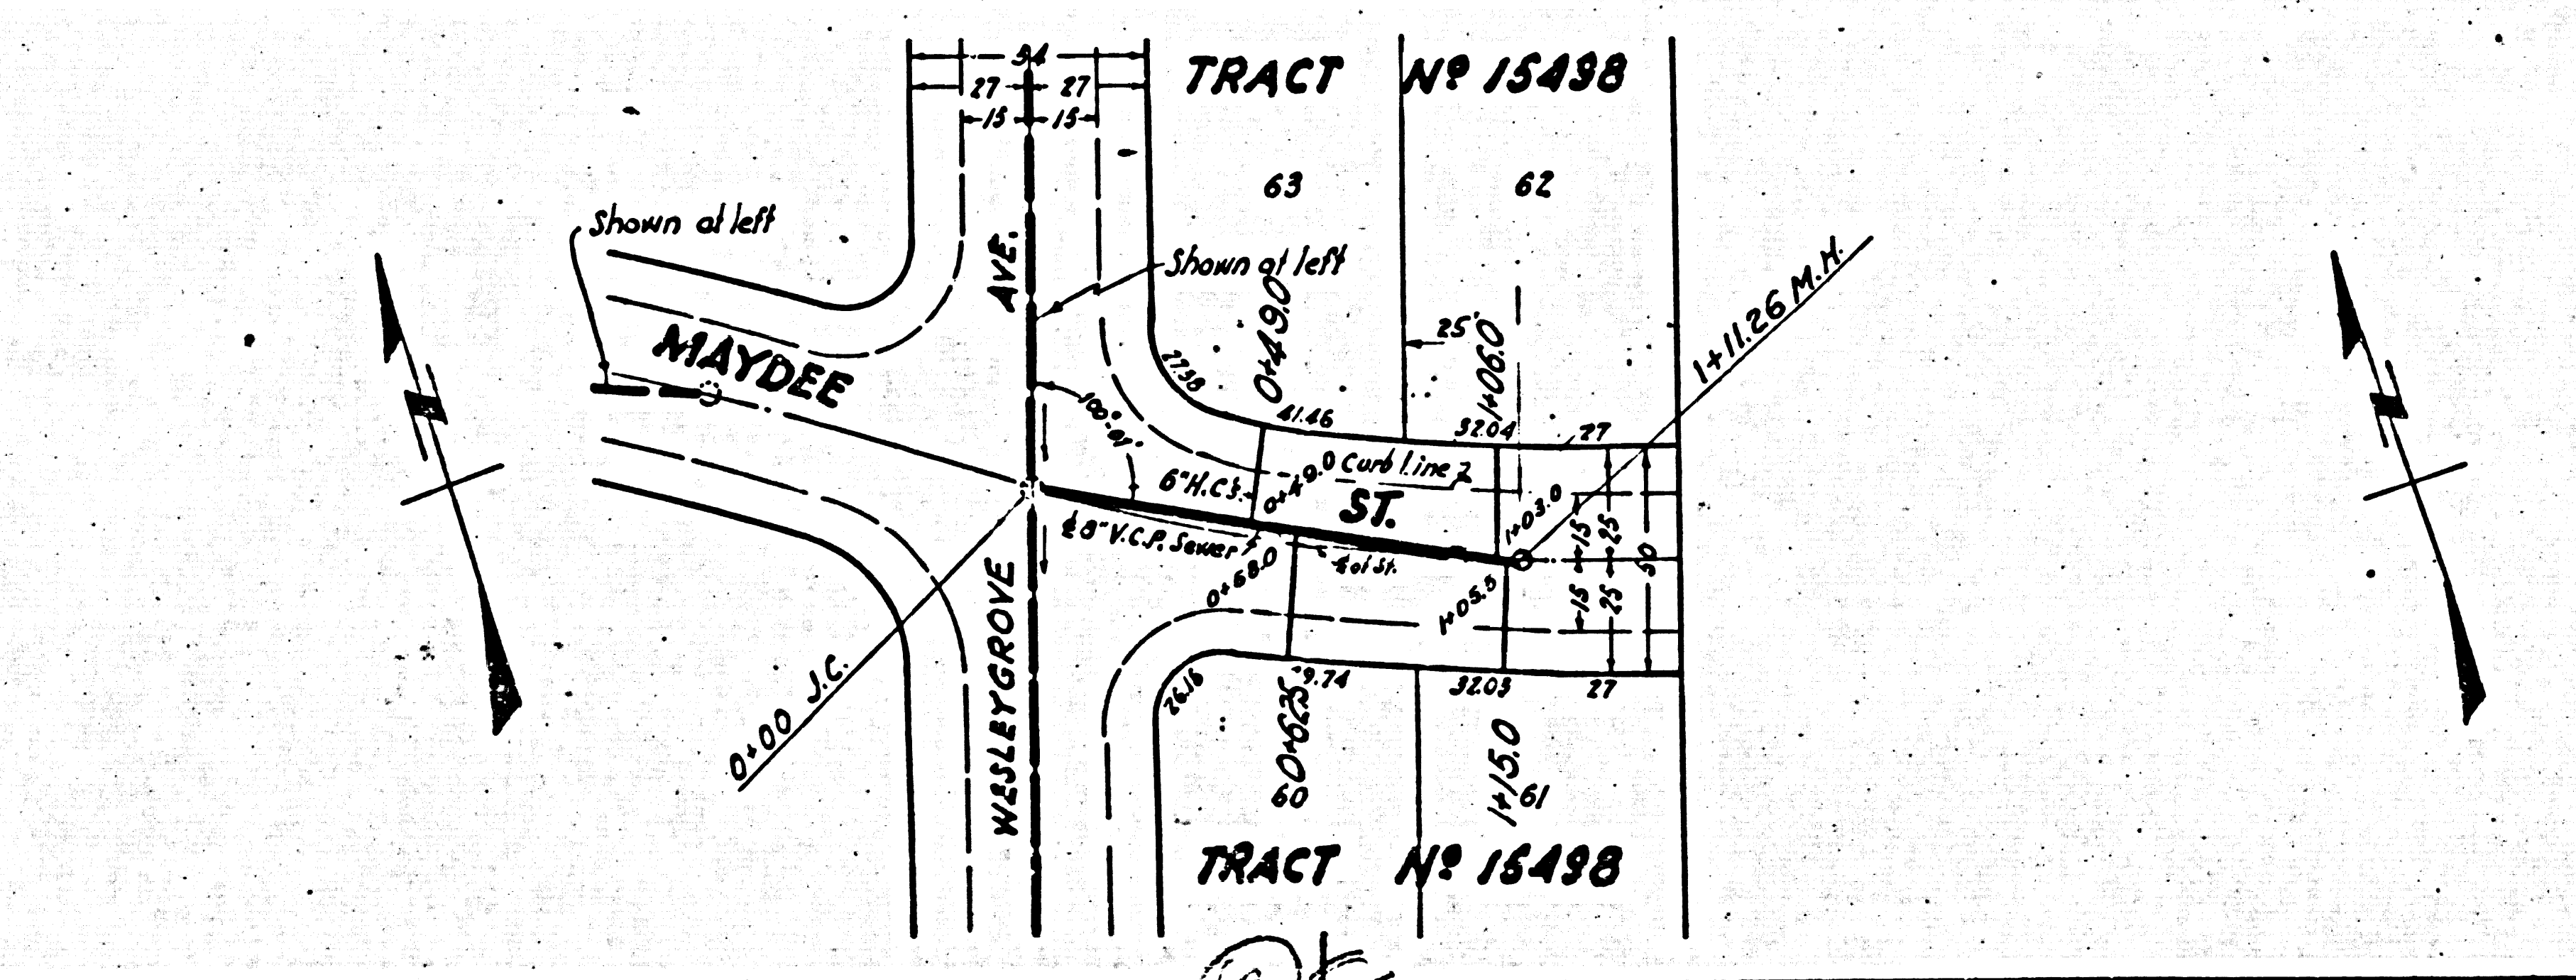 54
27 27
15 15
TRACT Nº 15498
63
62
Shown at left
AVE.
Shown at left
MAYDEE
27.98
0+49.0
25'
1+06.0
1+11.26 M.H.
41.46
32.04
27
6" H.C.s.
0+49.0
Curb line
ST.
1+03.0
15
25
50
℄ 8" V.C.P. Sewer
℄ of St.
0+68.0
1+05.5
15
25
WESLEYGROVE
0+00 J.C.
26.16
9.74
32.03
27
0+62.5
1+15.0
60
61
TRACT Nº 15498